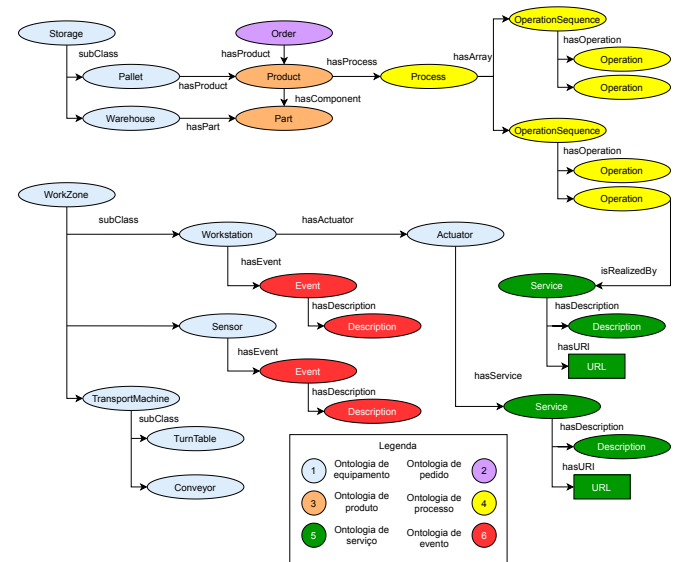 Storage
Order
OperationSequence
subClass
hasProduct
hasOperation
hasProcess
hasArray
Operation
Pallet
hasProduct
Product
Process
Operation
hasComponent
Warehouse
hasPart
Part
OperationSequence
hasOperation
Operation
WorkZone
Operation
subClass
hasActuator
Workstation
Actuator
hasEvent
isRealizedBy
Event
Service
hasDescription
hasDescription
Sensor
Description
Description
hasEvent
hasURI
Event
URL
hasService
hasDescription
TransportMachine
Description
Service
subClass
hasDescription
TurnTable
Description
Legenda
hasURI
1
Ontologia de
equipamento
Ontologia de
pedido
2
Conveyor
URL
3
Ontologia de
produto
Ontologia de
processo
4
5
Ontologia de
serviço
Ontologia de
evento
6